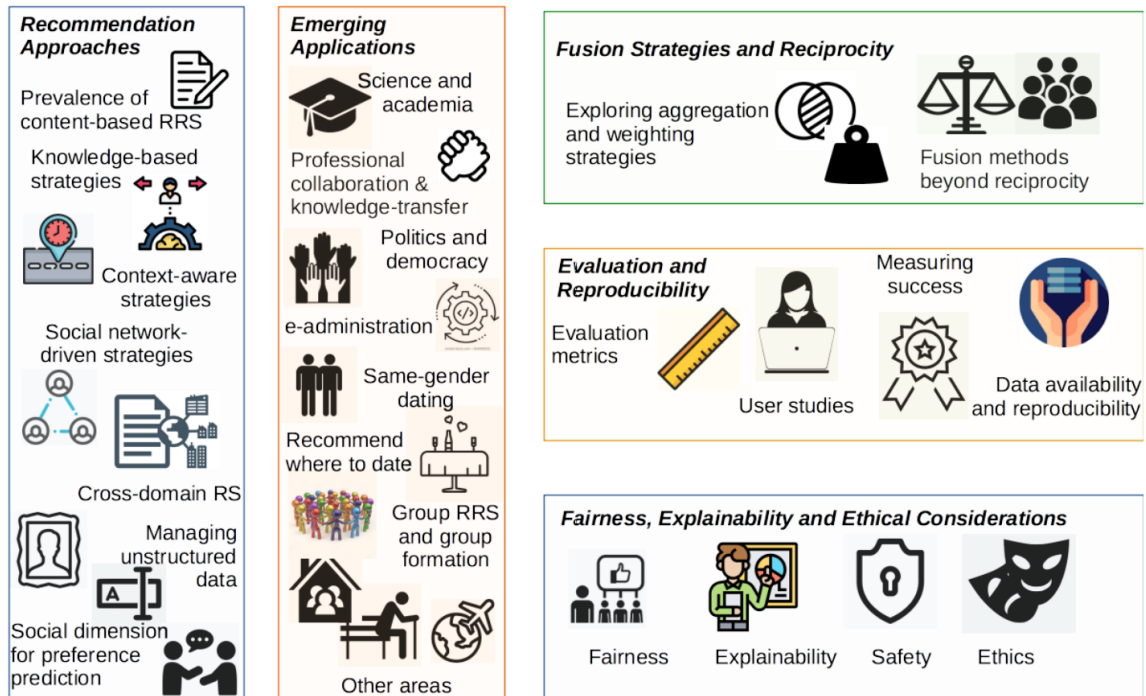 Recommendation
Approaches
Prevalence of
content-based RRS
Knowledge-based
strategies
Context-aware
strategies
Social network-
driven strategies
Cross-domain RS
Managing
unstructured
data
A
Social dimension
for preference
prediction
Emerging
Applications
Science and
academia
Professional
collaboration &
knowledge-transfer
Politics and
democracy
e-administration
Same-gender
dating
Recommend
where to date
Group RRS
and group
formation
Other areas
Fusion Strategies and Reciprocity
Exploring aggregation
and weighting
strategies
Fusion methods
beyond reciprocity
Evaluation and
Reproducibility
Evaluation
metrics
User studies
Measuring
success
Data availability
and reproducibility
Fairness, Explainability and Ethical Considerations
Fairness
Explainability
Safety
Ethics